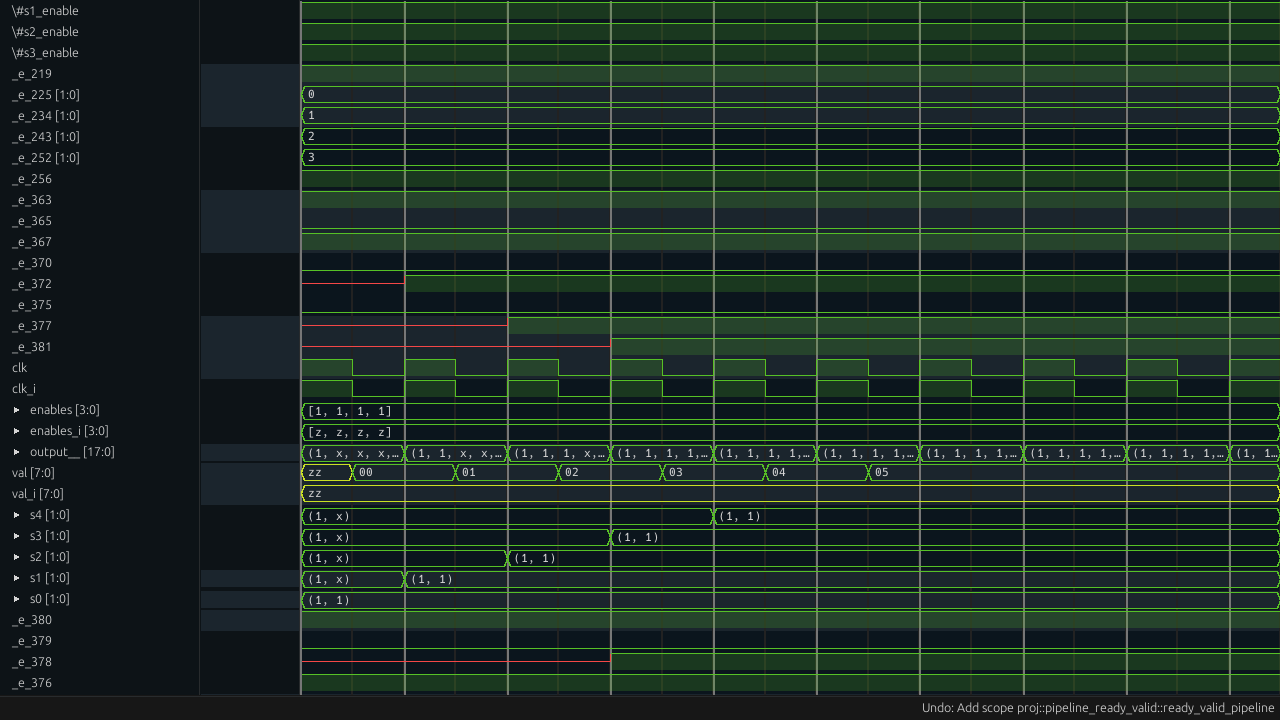 \#s1_enable
\#s2_enable
\#s3_enable
_e_219
_e_225 [1:0] 0
_e_234 [1:0] 1
_e_243 [1:0] 2
_e_252 [1:0] 3
_e_256
_e_363
_e_365
_e_367
_e_370
_e_372
_e_375
_e_377
_e_381
clk
clk_i
enables [3:0] [1, 1, 1, 1]
enables_i [3:0] [z, z, z, z]
output__ [17:0] (1, x, x, x,… (1, 1, x, x,… (1, 1, 1, x,… (1, 1, 1, 1,… (1, 1, 1, 1,… (1, 1, 1, 1,… (1, 1, 1, 1,… (1, 1, 1, 1,… (1, 1, 1, 1,… (1, 1…
val [7:0] zz 00 01 02 03 04 05
val_i [7:0] zz
s4 [1:0] (1, x) (1, 1)
s3 [1:0] (1, x) (1, 1)
s2 [1:0] (1, x) (1, 1)
s1 [1:0] (1, x) (1, 1)
s0 [1:0] (1, 1)
_e_380
_e_379
_e_378
_e_376
Undo: Add scope proj::pipeline_ready_valid::ready_valid_pipeline